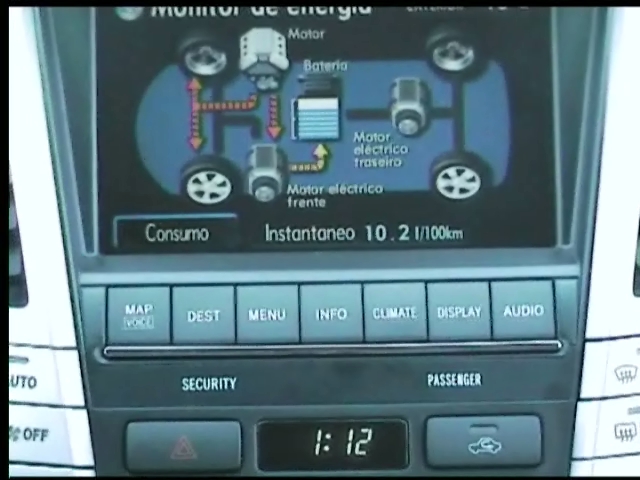 Monitor de energía
Motor
Batería
Motor
eléctrico
traseiro
Motor eléctrico
frente
Consumo
Instantaneo 10.2 l/100km
MAP
VOICE
DEST
MENU
INFO
CLIMATE
DISPLAY
AUDIO
AUTO
SECURITY
PASSENGER
OFF
1:12